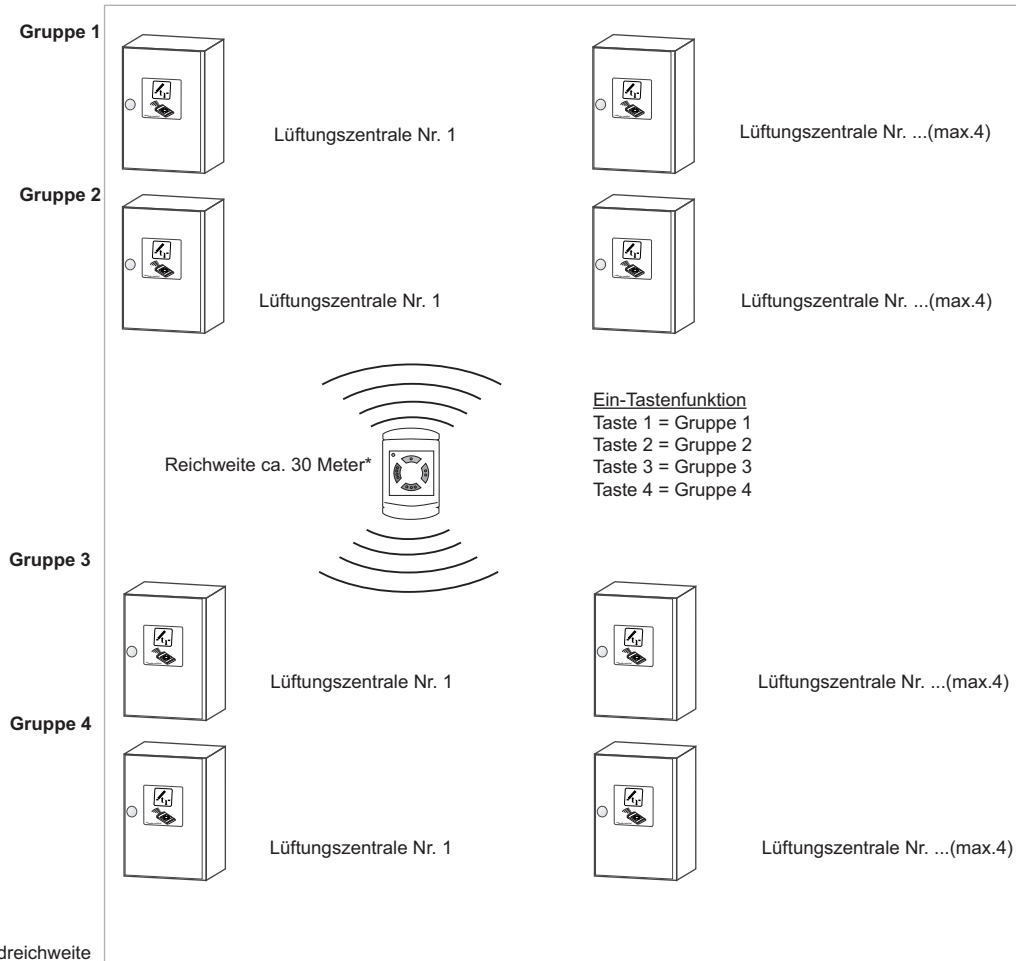 Gruppe 1
Lüftungszentrale Nr. 1
Lüftungszentrale Nr. ...(max.4)
Gruppe 2
Lüftungszentrale Nr. 1
Lüftungszentrale Nr. ...(max.4)
Reichweite ca. 30 Meter*
Ein-Tastenfunktion
Taste 1 = Gruppe 1
Taste 2 = Gruppe 2
Taste 3 = Gruppe 3
Taste 4 = Gruppe 4
Gruppe 3
Lüftungszentrale Nr. 1
Lüftungszentrale Nr. ...(max.4)
Gruppe 4
Lüftungszentrale Nr. 1
Lüftungszentrale Nr. ...(max.4)
dreichweite